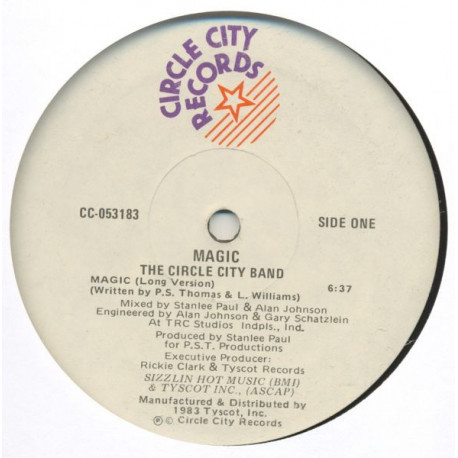 CIRCLE CITY
RECORDS
CC-053183
SIDE ONE
MAGIC
THE CIRCLE CITY BAND
MAGIC (Long Version) 6:37
(Written by P.S. Thomas & L. Williams)
Mixed by Stanlee Paul & Alan Johnson
Engineered by Alan Johnson & Gary Schatzlein
At TRC Studios Indpls., Ind.
Produced by Stanlee Paul
for P.S.T. Productions
Executive Producer:
Rickie Clark & Tyscot Records
SIZZLIN HOT MUSIC (BMI)
& TYSCOT INC., (ASCAP)
Manufactured & Distributed by
1983 Tyscot, Inc.
℗© Circle City Records